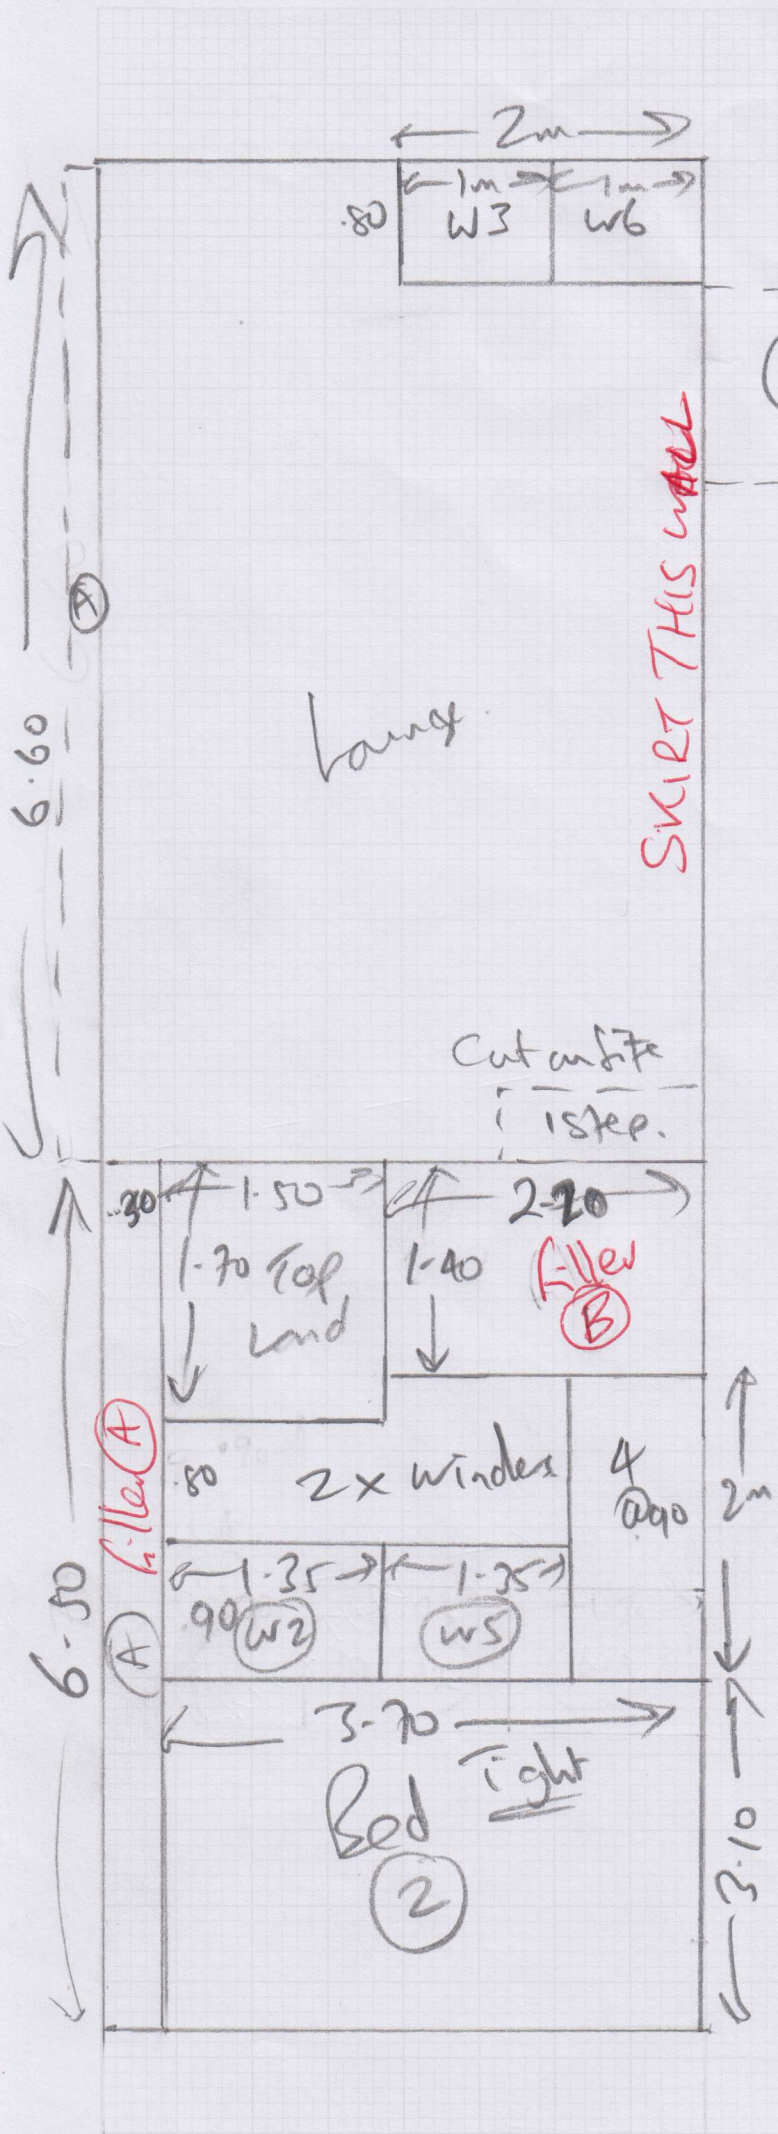 2m
1m
1m
.80
W3
W6
SKIRT THIS WALL
X
6.60
Lounge
Cut on Site
1 step.
.30
1.50
2.20
1.70 Top
Land
1.40
Filler
B
Filler A
.80
2 x Winders
4
@90
2m
1.35
1.35
.90 W2
W5
6.50
A
3.70
Tight
Bed
2
3.10